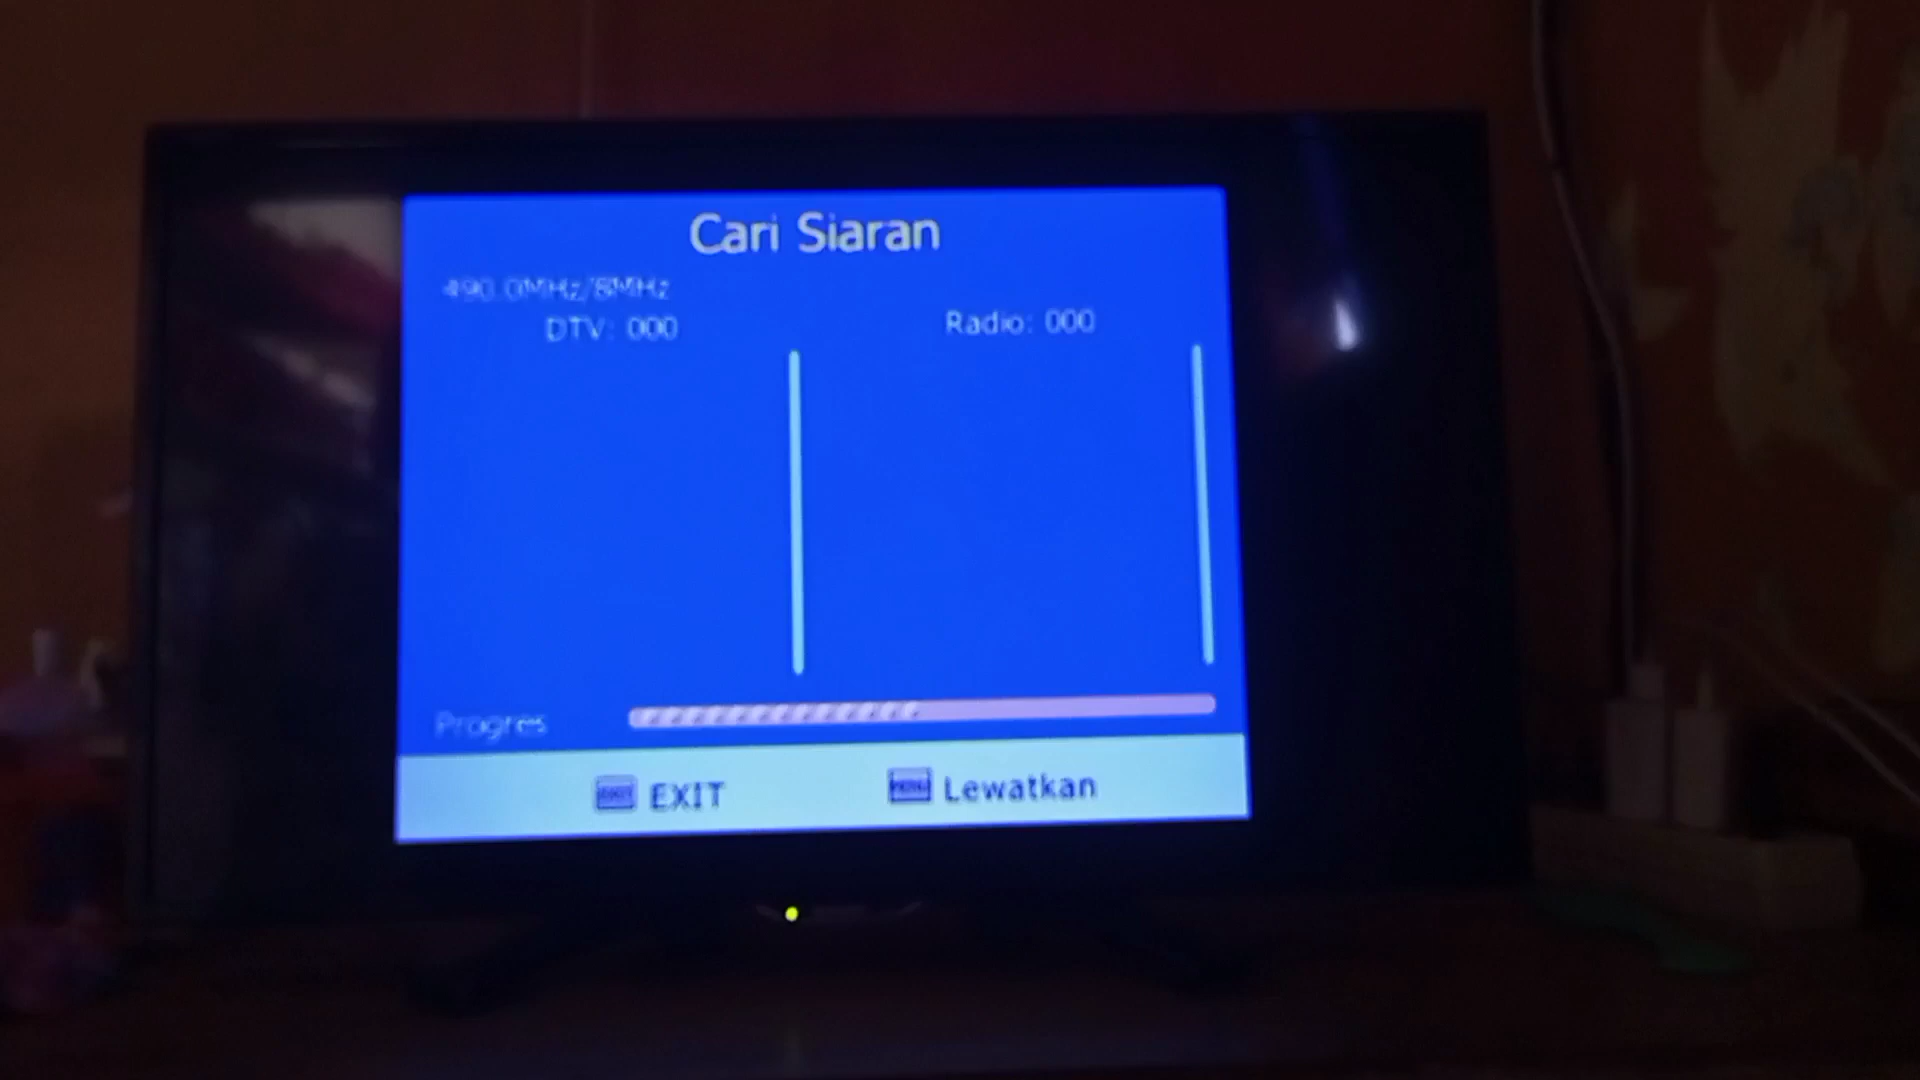 Cari Siaran
490.0MHz/8MHz
DTV: 000
Radio: 000
Progres
EXIT
Lewatkan